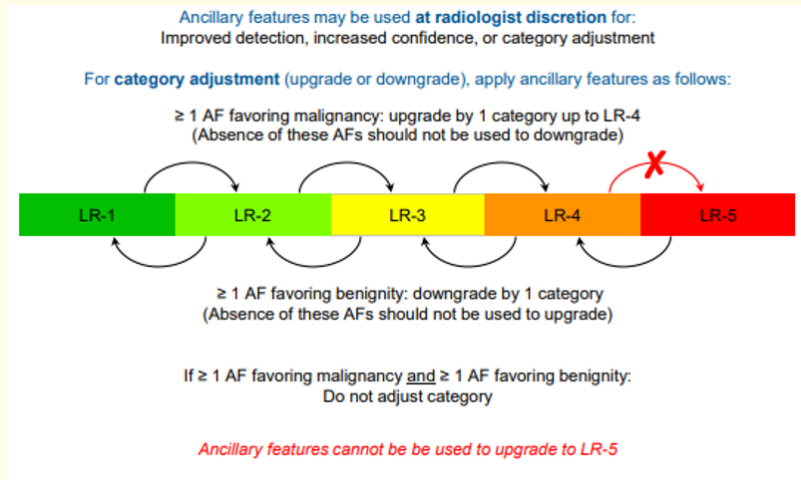 Ancillary features may be used at radiologist discretion for:
Improved detection, increased confidence, or category adjustment
For category adjustment (upgrade or downgrade), apply ancillary features as follows:
≥ 1 AF favoring malignancy: upgrade by 1 category up to LR-4
(Absence of these AFs should not be used to downgrade)
X
LR-1 LR-2 LR-3 LR-4 LR-5
≥ 1 AF favoring benignity: downgrade by 1 category
(Absence of these AFs should not be used to upgrade)
If ≥ 1 AF favoring malignancy and ≥ 1 AF favoring benignity:
Do not adjust category
Ancillary features cannot be be used to upgrade to LR-5